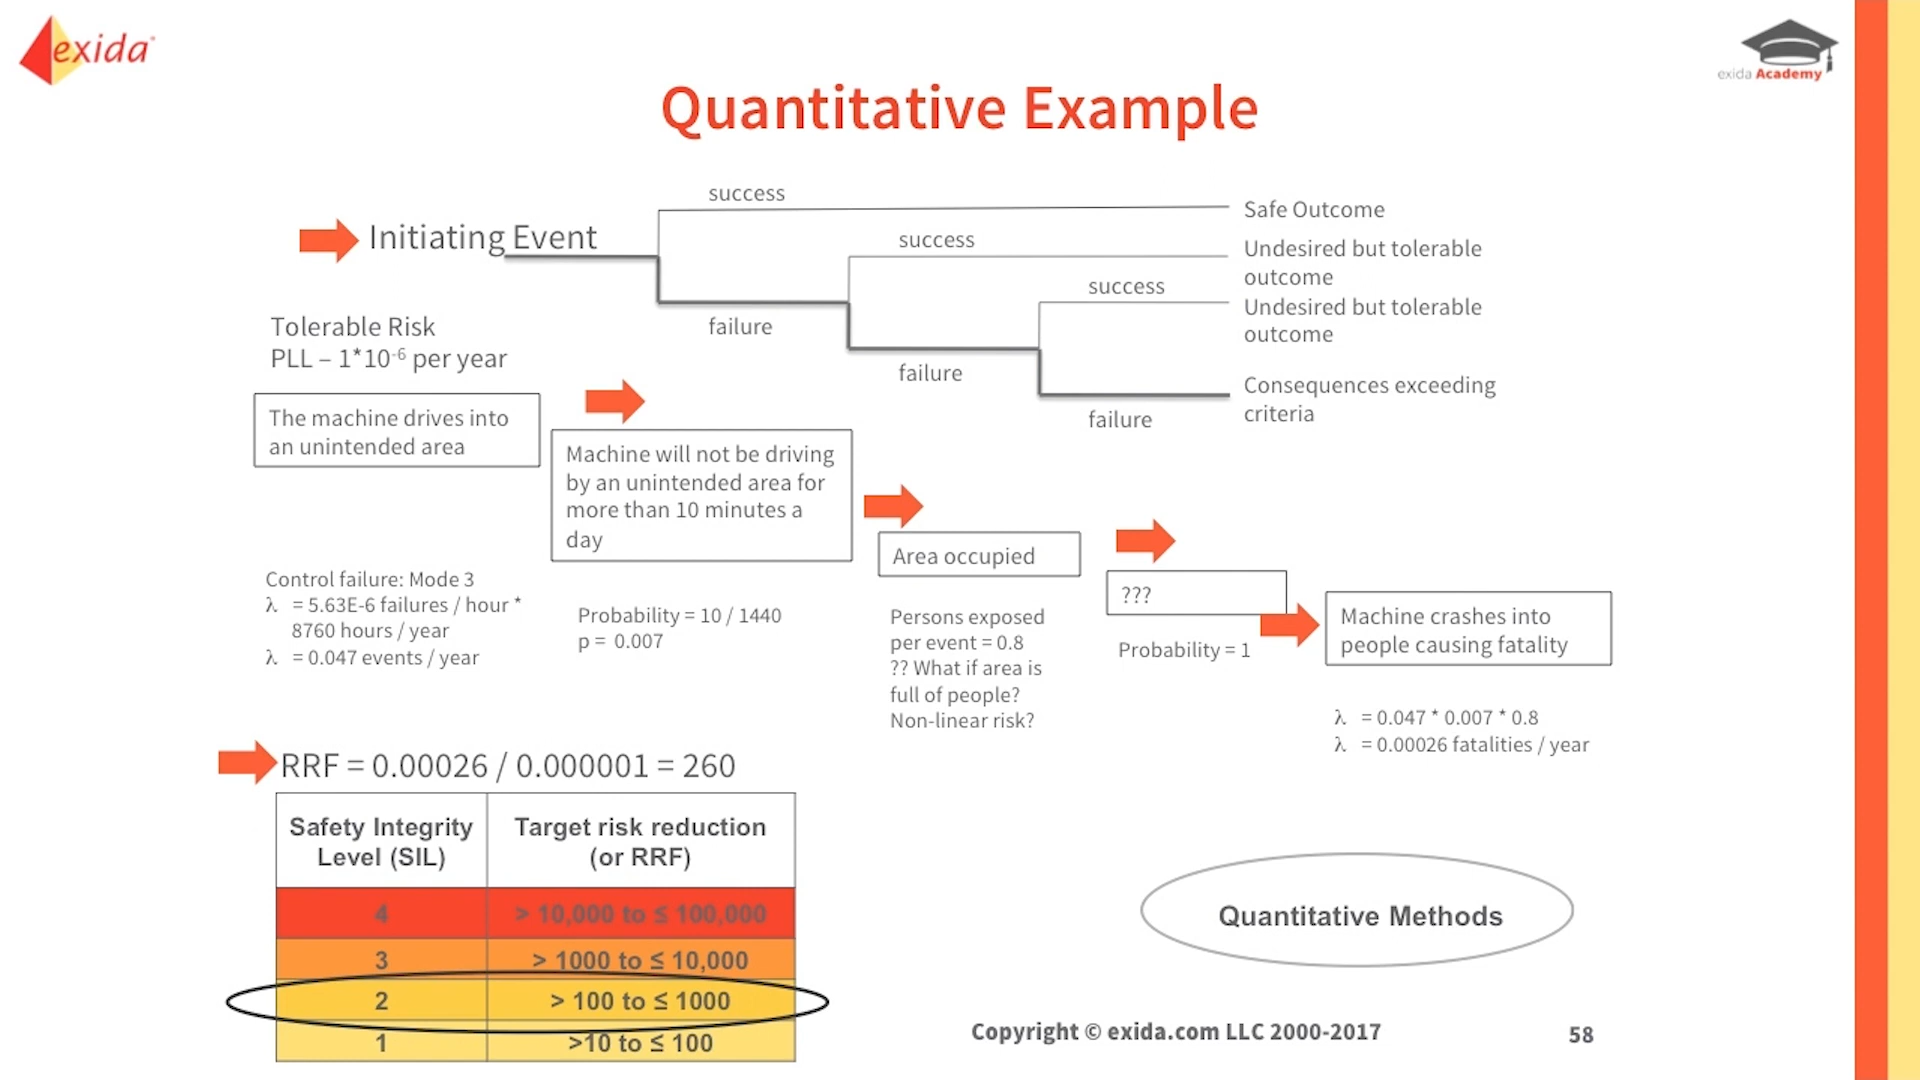 exida
exida Academy
Quantitative Example
success
Safe Outcome
Initiating Event
success
Undesired but tolerable
outcome
success
Undesired but tolerable
outcome
failure
Tolerable Risk
PLL – 1*10-6 per year
failure
Consequences exceeding
criteria
failure
The machine drives into
an unintended area
Machine will not be driving
by an unintended area for
more than 10 minutes a
day
Area occupied
???
Machine crashes into
people causing fatality
Control failure: Mode 3
λ = 5.63E-6 failures / hour *
8760 hours / year
λ = 0.047 events / year
Probability = 10 / 1440
p = 0.007
Persons exposed
per event = 0.8
?? What if area is
full of people?
Non-linear risk?
Probability = 1
λ = 0.047 * 0.007 * 0.8
λ = 0.00026 fatalities / year
RRF = 0.00026 / 0.000001 = 260
Safety Integrity
Level (SIL)
Target risk reduction
(or RRF)
4 > 10,000 to ≤ 100,000
3 > 1000 to ≤ 10,000
2 > 100 to ≤ 1000
1 >10 to ≤ 100
Quantitative Methods
Copyright © exida.com LLC 2000-2017
58